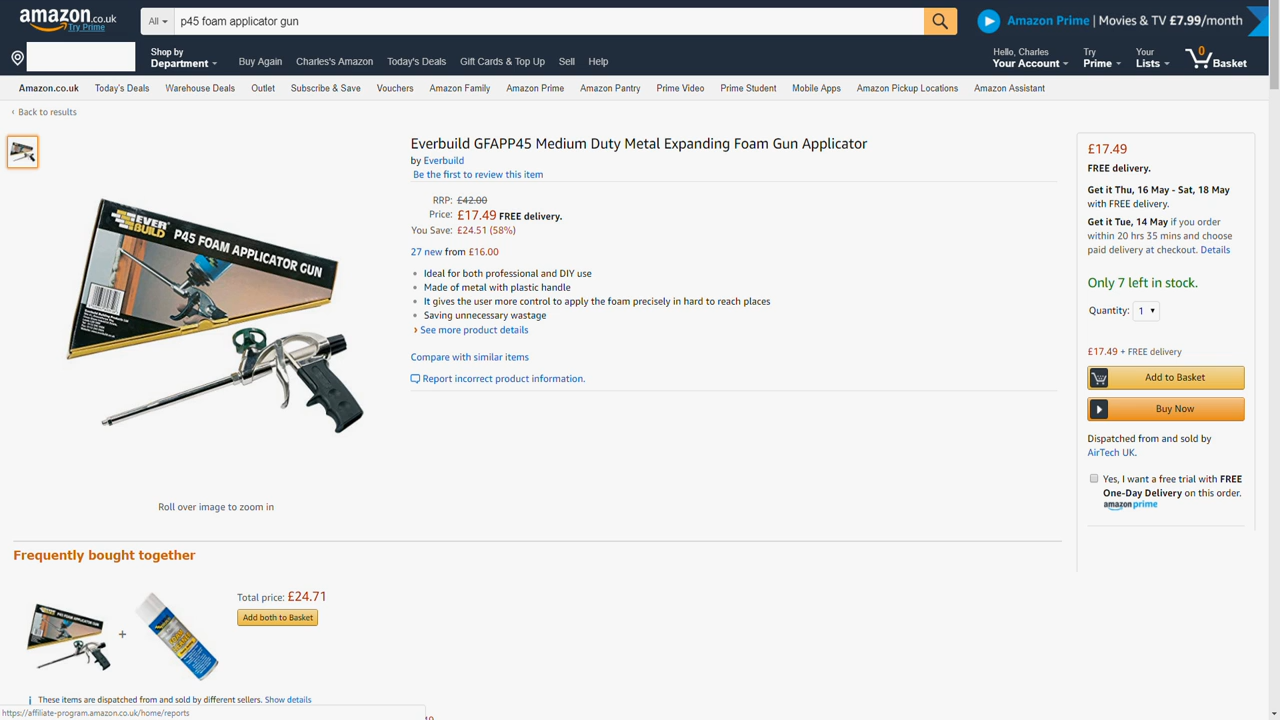 amazon.co.uk
Try Prime
All
p45 foam applicator gun
Amazon Prime | Movies & TV £7.99/month
Shop by
Department
Buy Again
Charles's Amazon
Today's Deals
Gift Cards & Top Up
Sell
Help
Hello, Charles
Your Account
Try
Prime
Your
Lists
0
Basket
Amazon.co.uk
Today's Deals
Warehouse Deals
Outlet
Subscribe & Save
Vouchers
Amazon Family
Amazon Prime
Amazon Pantry
Prime Video
Prime Student
Mobile Apps
Amazon Pickup Locations
Amazon Assistant
‹ Back to results
EVER
BUILD
P45 FOAM APPLICATOR GUN
Roll over image to zoom in
Everbuild GFAPP45 Medium Duty Metal Expanding Foam Gun Applicator
by Everbuild
Be the first to review this item
RRP: £42.00
Price: £17.49 FREE delivery.
You Save: £24.51 (58%)
27 new from £16.00
Ideal for both professional and DIY use
Made of metal with plastic handle
It gives the user more control to apply the foam precisely in hard to reach places
Saving unnecessary wastage
› See more product details
Compare with similar items
Report incorrect product information.
£17.49
FREE delivery.
Get it Thu, 16 May - Sat, 18 May
with FREE delivery.
Get it Tue, 14 May if you order
within 20 hrs 35 mins and choose
paid delivery at checkout. Details
Only 7 left in stock.
Quantity: 1
£17.49 + FREE delivery
Add to Basket
Buy Now
Dispatched from and sold by
AirTech UK.
Yes, I want a free trial with FREE
One-Day Delivery on this order.
amazon prime
Frequently bought together
P45 FOAM APPLICATOR GUN
+
Total price: £24.71
Add both to Basket
i These items are dispatched from and sold by different sellers. Show details
https://affiliate-program.amazon.co.uk/home/reports